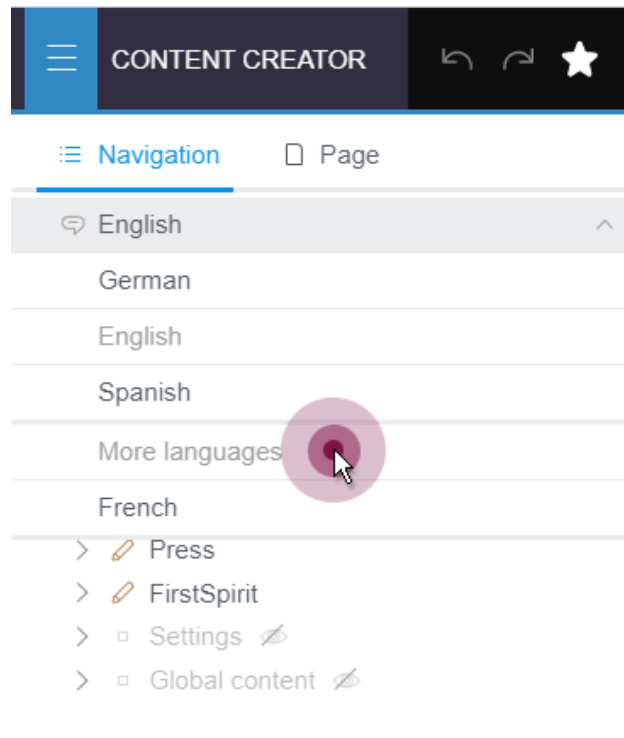 CONTENT CREATOR
Navigation Page
English
German
English
Spanish
More languages
French
Press
FirstSpirit
Settings
Global content